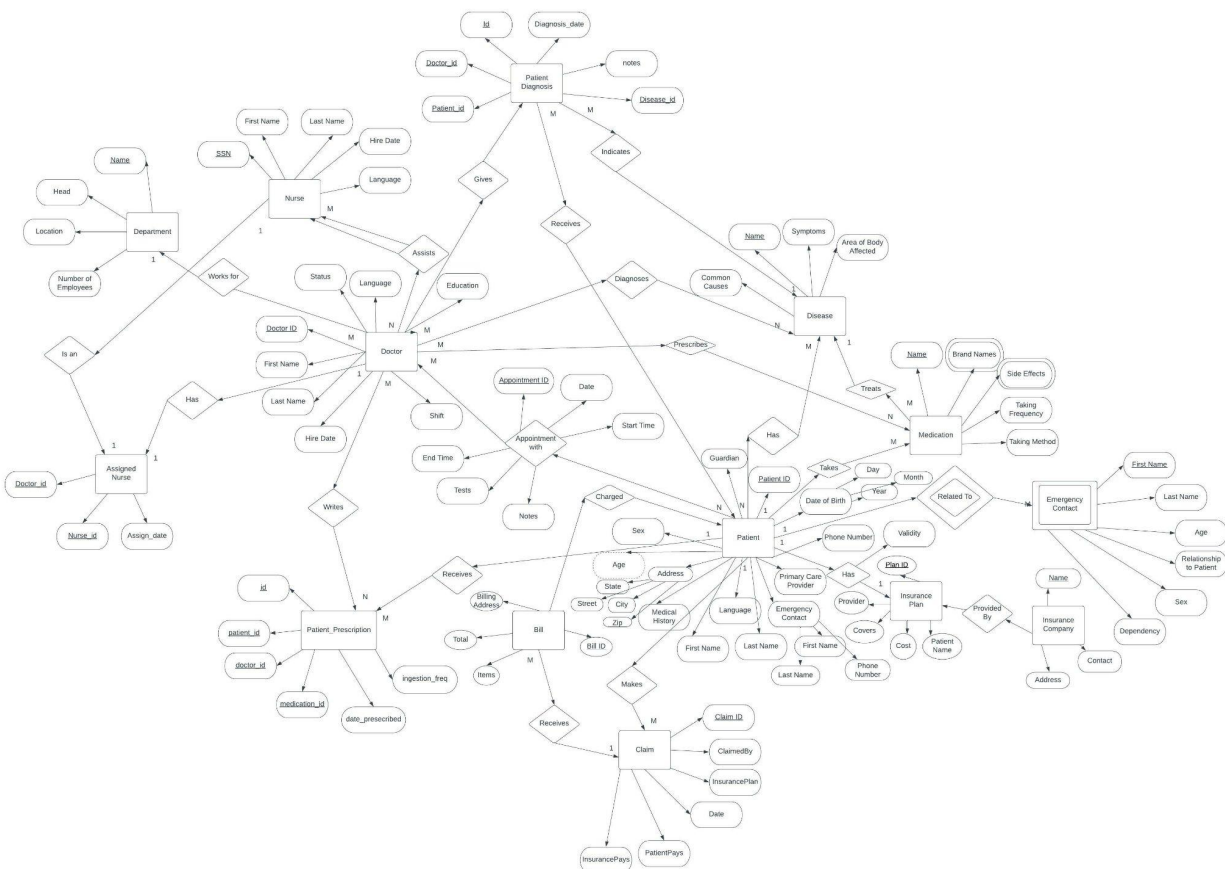 Id
Diagnosis_date
Doctor_id
Patient
Diagnosis
notes
Patient_id
Disease_id
M
M
First Name
Last Name
SSN
Hire Date
Language
Nurse
M
1
Name
Head
Location
Department
Number of
Employees
1
Indicates
Gives
Receives
Assists
Works for
Name
Symptoms
Area of Body
Affected
Common
Causes
Disease
1
N
M
1
Diagnoses
Status
Language
Education
Doctor ID
First Name
Last Name
Hire Date
Shift
Doctor
N
M
M
M
M
1
M
Prescribes
Is an
Has
Treats
Name
Brand Names
Side Effects
Taking
Frequency
Taking Method
Medication
M
N
M
Appointment ID
Date
Start Time
Appointment
with
End Time
Tests
Notes
Has
Takes
Guardian
Patient ID
Day
Month
Year
Date of Birth
Related To
Emergency
Contact
First Name
Last Name
Age
Relationship
to Patient
Sex
Dependency
1
1
Doctor_id
Assigned
Nurse
Nurse_id
Assign_date
Writes
Charged
Sex
Patient
N
N
1
1
1
1
1
1
1
Phone Number
Age
Address
State
Street
City
Zip
Medical
History
Language
First Name
Last Name
Primary Care
Provider
Emergency
Contact
First Name
Last Name
Phone
Number
Has
Validity
1
Plan ID
Provider
Insurance
Plan
Covers
Cost
Patient
Name
Provided
By
Name
Insurance
Company
Contact
Address
Receives
N
M
id
patient_id
Patient_Prescription
doctor_id
medication_id
date_presecribed
ingestion_freq
Billing
Address
Total
Bill
Bill ID
Items
M
Makes
Receives
M
1
Claim
Claim ID
ClaimedBy
InsurancePlan
Date
PatientPays
InsurancePays